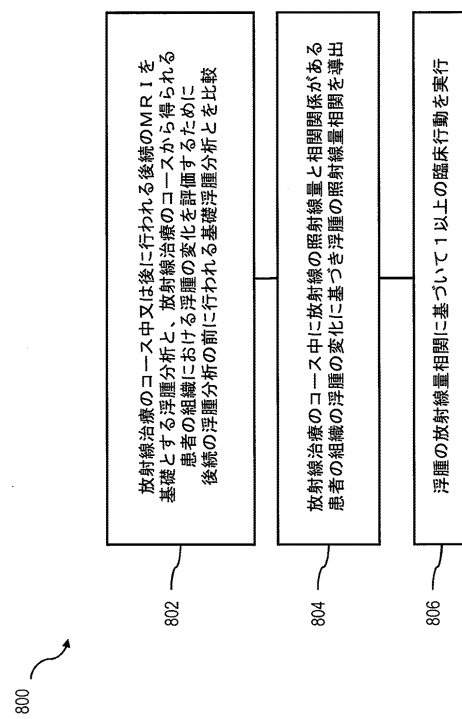 800
802
放射線治療のコース中又は後に行われる後続のMRIを
基礎とする浮腫分析と、放射線治療のコースから得られる
患者の組織における浮腫の変化を評価するために
後続の浮腫分析の前に行われる基礎浮腫分析とを比較
804
放射線治療のコース中に放射線の照射線量と相関関係がある
患者の組織の浮腫の変化に基づき浮腫の照射線量相関を導出
806
浮腫の放射線量相関に基づいて1以上の臨床行動を実行